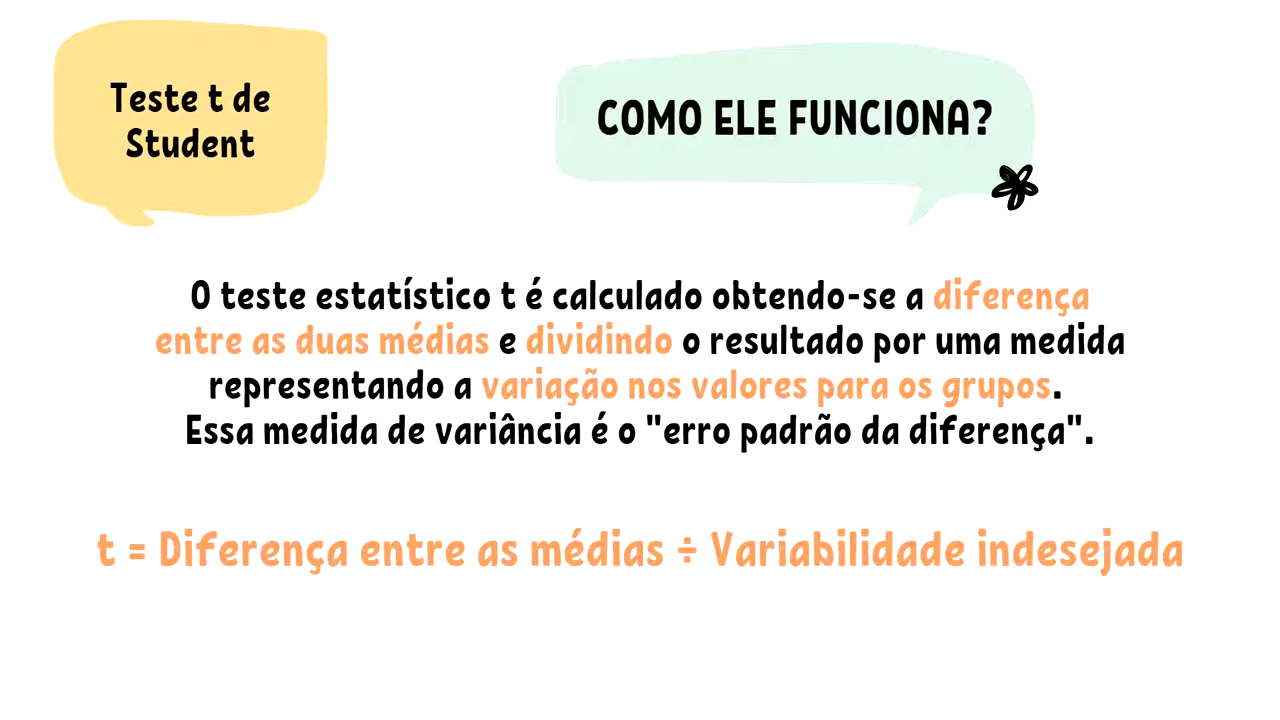 Teste t de
Student
COMO ELE FUNCIONA?
O teste estatístico t é calculado obtendo-se a diferença
entre as duas médias e dividindo o resultado por uma medida
representando a variação nos valores para os grupos.
Essa medida de variância é o "erro padrão da diferença".
t = Diferença entre as médias ÷ Variabilidade indesejada